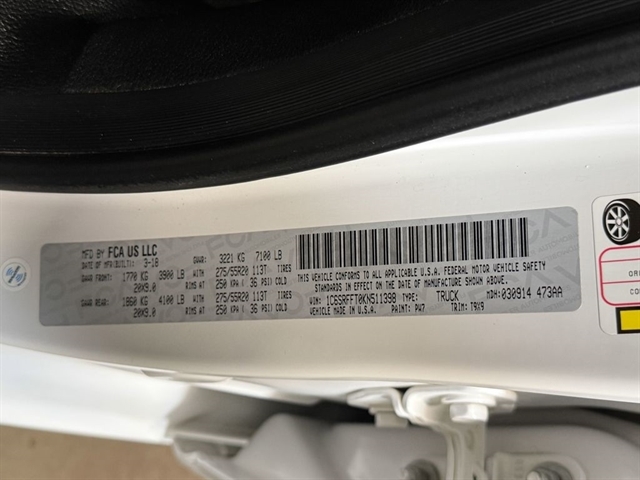 MFD BY FCA US LLC
DATE OF MFR(BUILT): 3-18 GVWR: 3221 KG 7100 LB
GAWR FRONT: 1770 KG 3900 LB WITH 275/55R20 113T TIRES
20X9.0 RIMS AT 250 KPA ( 36 PSI) COLD
GAWR REAR: 1860 KG 4100 LB WITH 275/55R20 113T TIRES
20X9.0 RIMS AT 250 KPA ( 36 PSI) COLD
THIS VEHICLE CONFORMS TO ALL APPLICABLE U.S.A. FEDERAL MOTOR VEHICLE SAFETY
STANDARDS IN EFFECT ON THE DATE OF MANUFACTURE SHOWN ABOVE.
VIN: 1C6SRFFT0KN511398 TYPE: TRUCK MDH:030914 473AA
VEHICLE MADE IN U.S.A. PAINT: PW7 TRIM: T9X9